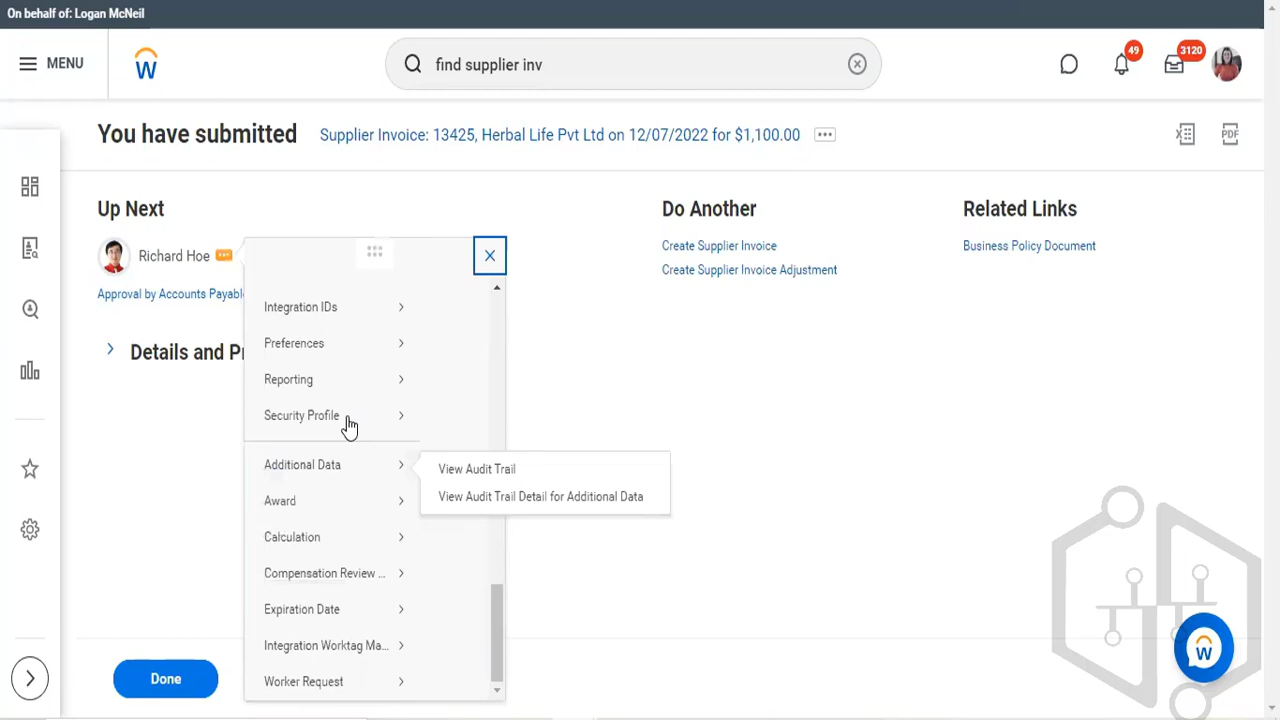 On behalf of: Logan McNeil
MENU
find supplier inv
49
3120
You have submitted
Supplier Invoice: 13425, Herbal Life Pvt Ltd on 12/07/2022 for $1,100.00
PDF
Up Next
Do Another
Related Links
Richard Hoe
Create Supplier Invoice
Business Policy Document
Create Supplier Invoice Adjustment
Approval by Accounts Payabl
Details and P
Integration IDs
Preferences
Reporting
Security Profile
Additional Data
View Audit Trail
View Audit Trail Detail for Additional Data
Award
Calculation
Compensation Review ...
Expiration Date
Integration Worktag Ma...
Worker Request
Done